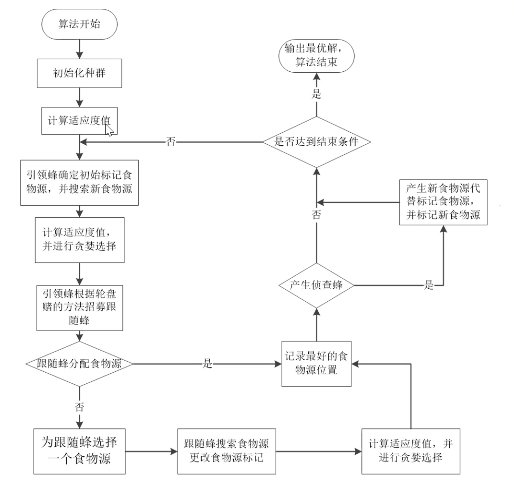 算法开始
初始化种群
计算适应度值
引领蜂确定初始标记食
物源，并搜索新食物源
计算适应度值，
并进行贪婪选择
引领蜂根据轮盘
赌的方法招募跟
随蜂
跟随蜂分配食物源
是
否
为跟随蜂选择
一个食物源
跟随蜂搜索食物源
更改食物源标记
计算适应度值，并
进行贪婪选择
记录最好的食
物源位置
产生侦查蜂
是
否
产生新食物源代
替标记食物源，
并标记新食物源
是否达到结束条件
否
是
输出最优解，
算法结束